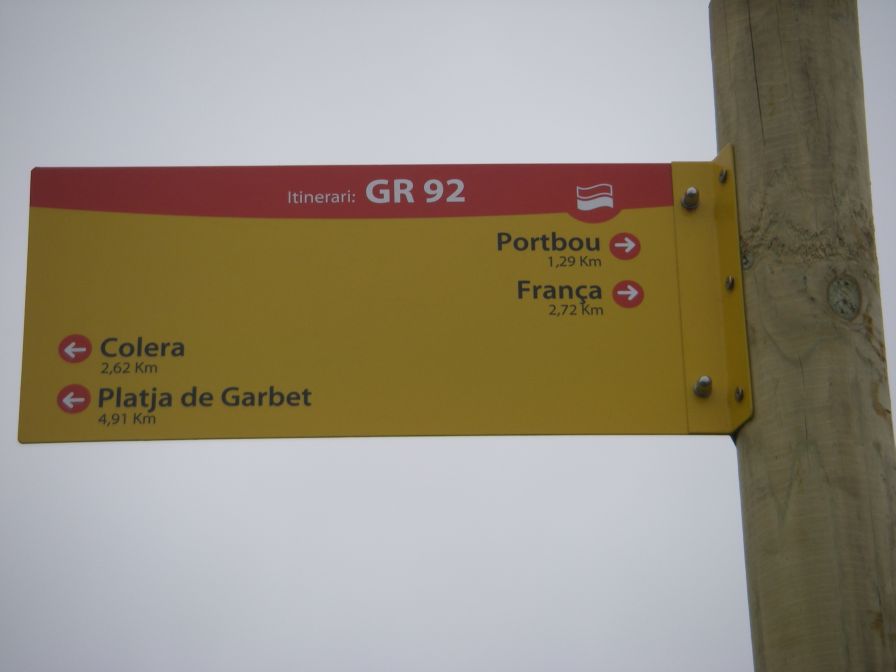 Itinerari: GR 92
Portbou
1,29 Km
França
2,72 Km
Colera
2,62 Km
Platja de Garbet
4,91 Km